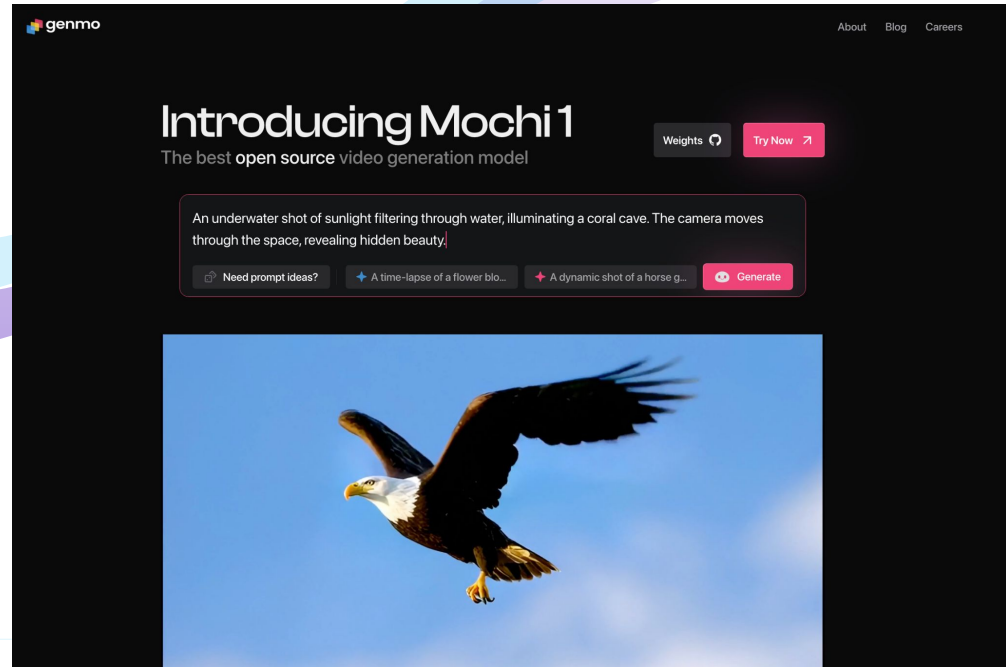 genmo
About Blog Careers
Introducing Mochi 1
The best open source video generation model
Weights
Try Now
An underwater shot of sunlight filtering through water, illuminating a coral cave. The camera moves
through the space, revealing hidden beauty.
Need prompt ideas?
A time-lapse of a flower blo...
A dynamic shot of a horse g...
Generate